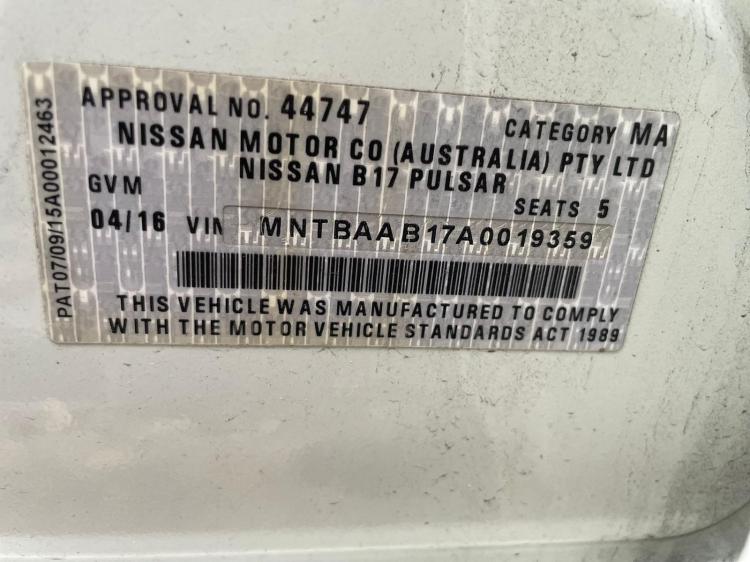 PAT07/09/15A00012463
APPROVAL NO. 44747 CATEGORY MA
NISSAN MOTOR CO (AUSTRALIA) PTY LTD
NISSAN B17 PULSAR
GVM SEATS 5
04/16 VIN MNTBAAB17A0019359
THIS VEHICLE WAS MANUFACTURED TO COMPLY
WITH THE MOTOR VEHICLE STANDARDS ACT 1989